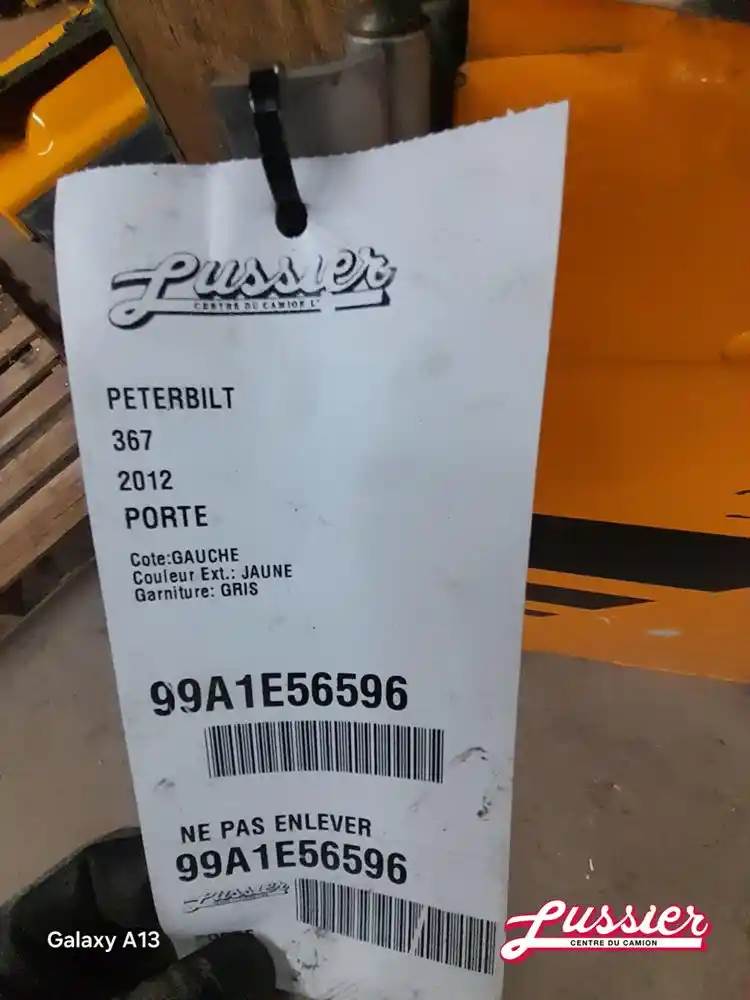 Lussier
CENTRE DU CAMION L
PETERBILT
367
2012
PORTE
Cote:GAUCHE
Couleur Ext.: JAUNE
Garniture: GRIS
99A1E56596
NE PAS ENLEVER
99A1E56596
Lussier
Galaxy A13
Lussier
CENTRE DU CAMION